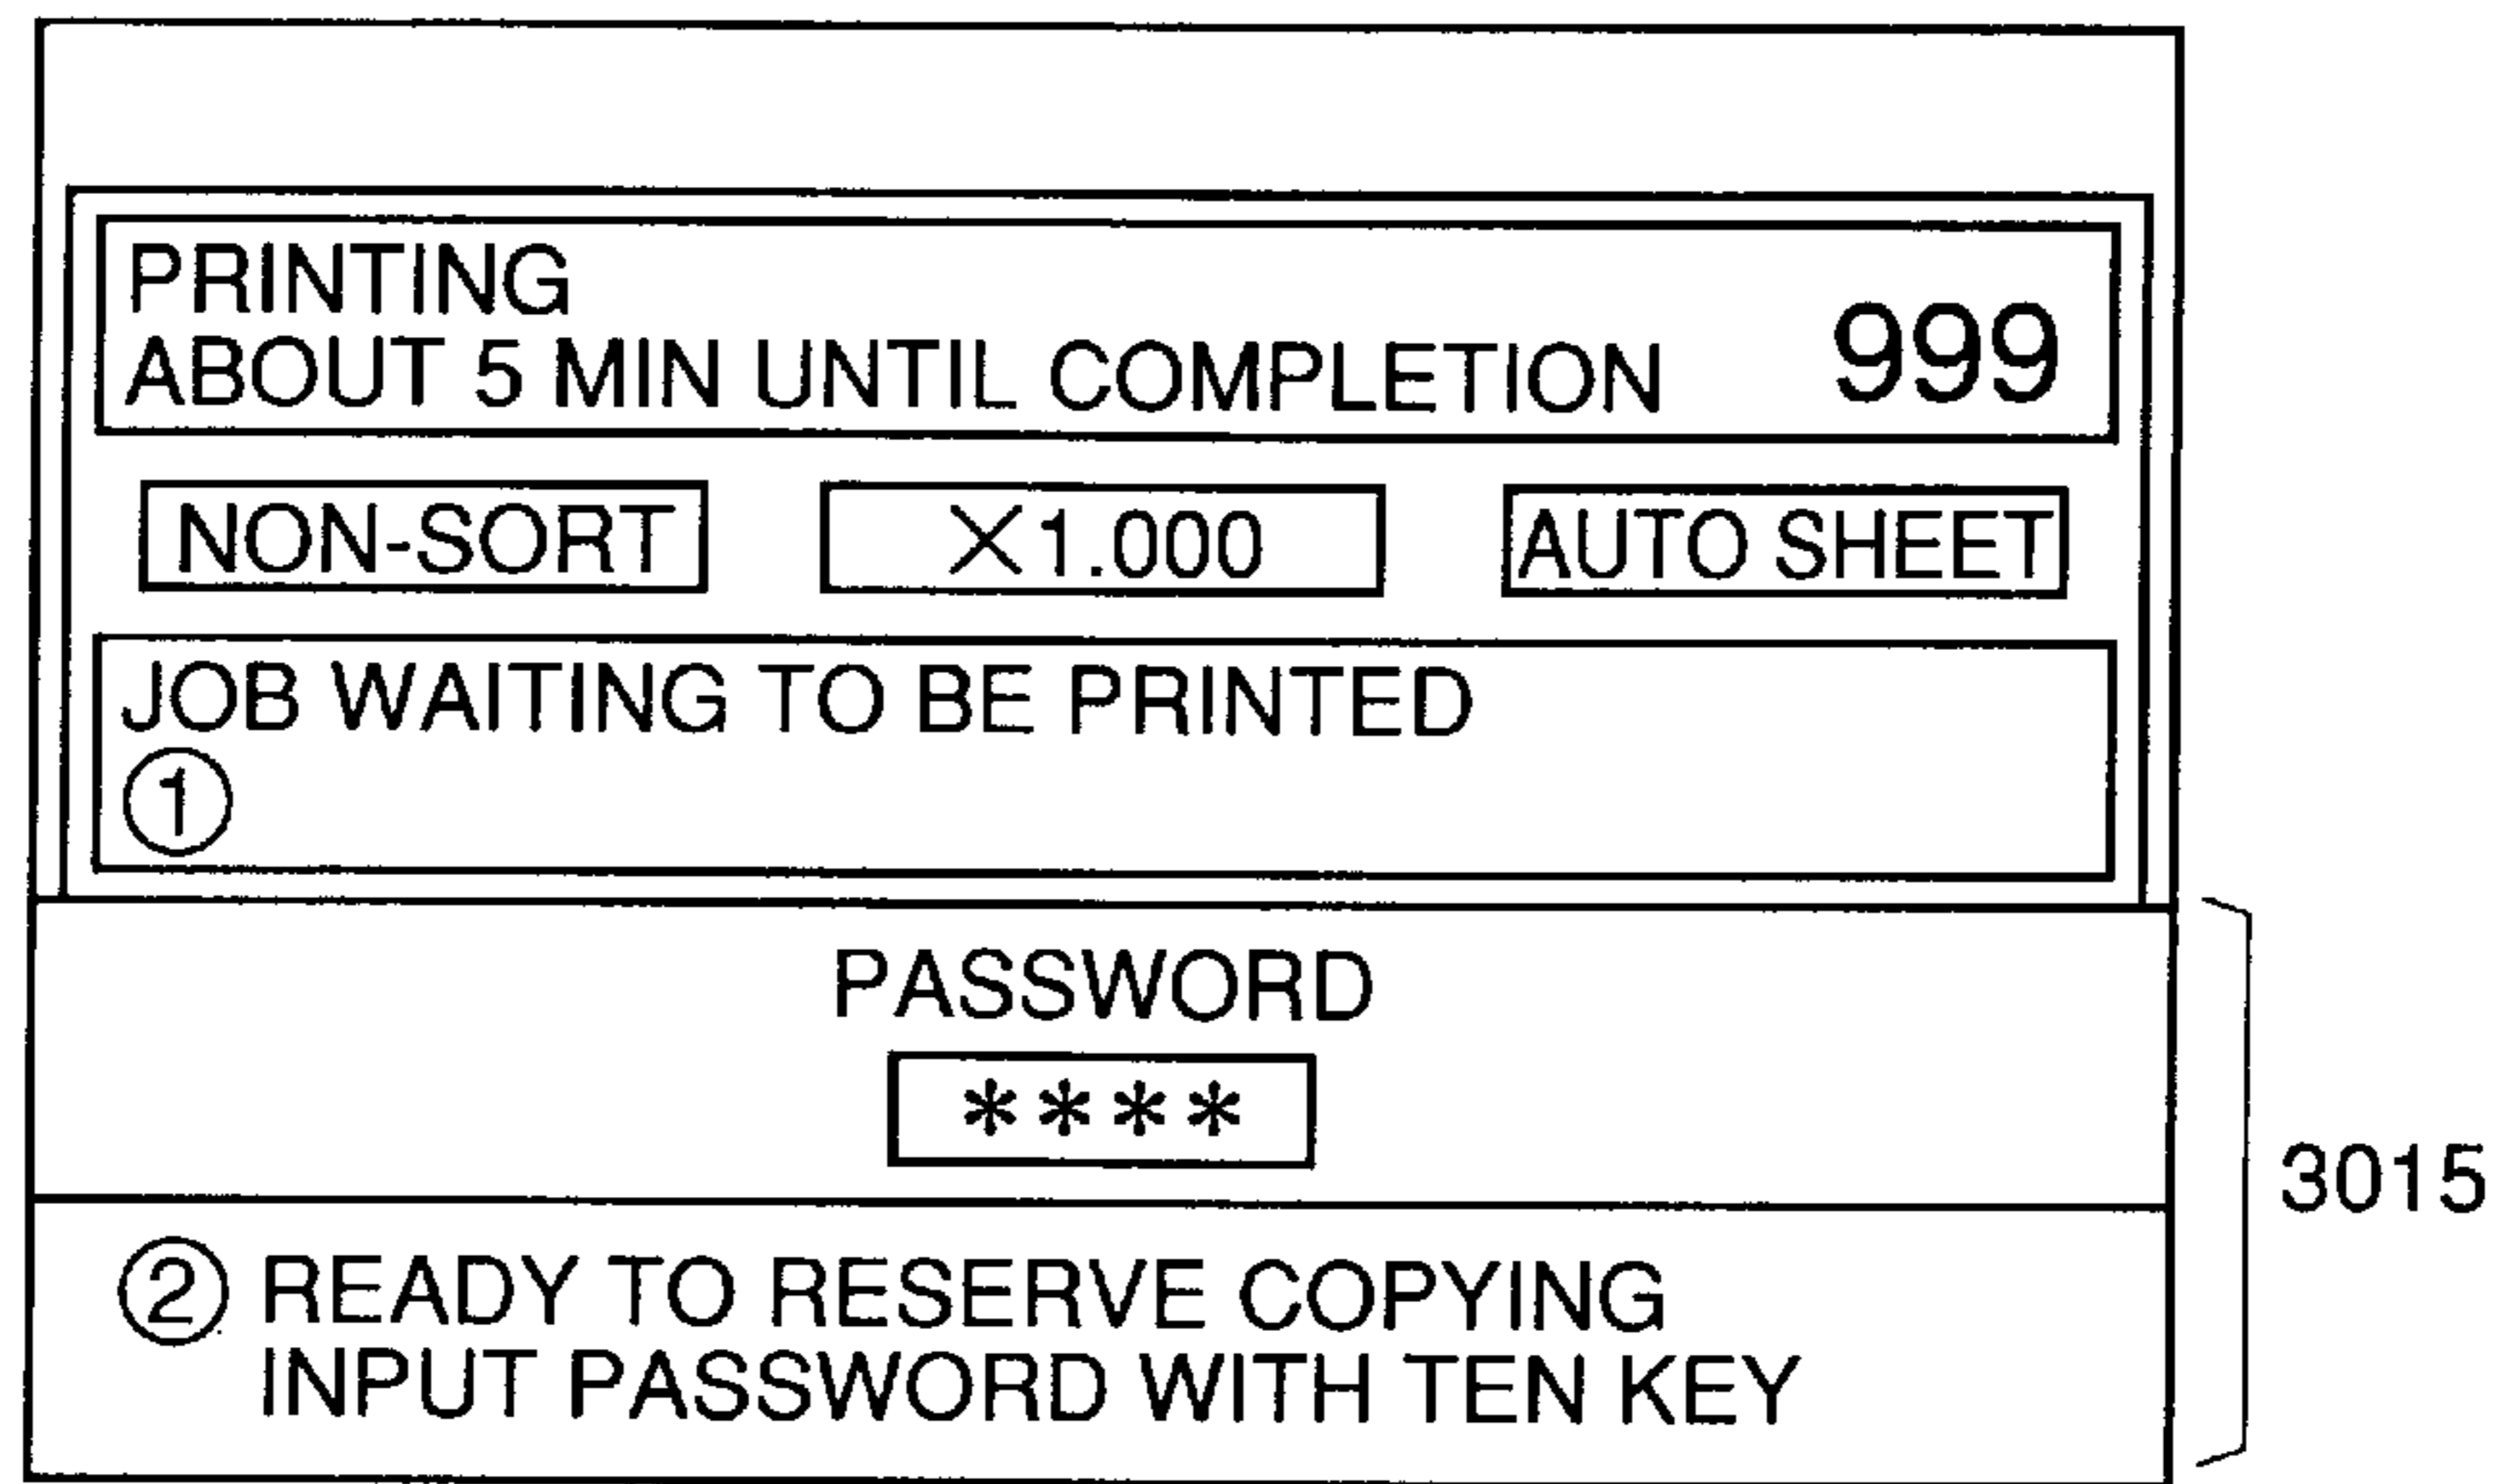 PRINTING
ABOUT 5 MIN UNTIL COMPLETION 999
NON-SORT ×1.000 AUTO SHEET
JOB WAITING TO BE PRINTED
①
PASSWORD
****
3015
② READY TO RESERVE COPYING
INPUT PASSWORD WITH TEN KEY